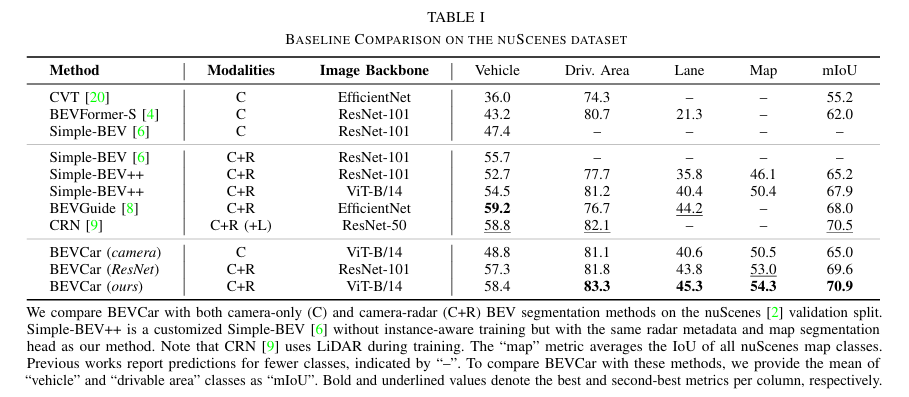 TABLE I
BASELINE COMPARISON ON THE NUSCENES DATASET
Method Modalities Image Backbone Vehicle Driv. Area Lane Map mIoU
CVT [20] C EfficientNet 36.0 74.3 – – 55.2
BEVFormer-S [4] C ResNet-101 43.2 80.7 21.3 – 62.0
Simple-BEV [6] C ResNet-101 47.4 – – – –
Simple-BEV [6] C+R ResNet-101 55.7 – – – –
Simple-BEV++ C+R ResNet-101 52.7 77.7 35.8 46.1 65.2
Simple-BEV++ C+R ViT-B/14 54.5 81.2 40.4 50.4 67.9
BEVGuide [8] C+R EfficientNet 59.2 76.7 44.2 – 68.0
CRN [9] C+R (+L) ResNet-50 58.8 82.1 – – 70.5
BEVCar (camera) C ViT-B/14 48.8 81.1 40.6 50.5 65.0
BEVCar (ResNet) C+R ResNet-101 57.3 81.8 43.8 53.0 69.6
BEVCar (ours) C+R ViT-B/14 58.4 83.3 45.3 54.3 70.9
We compare BEVCar with both camera-only (C) and camera-radar (C+R) BEV segmentation methods on the nuScenes [2] validation split.
Simple-BEV++ is a customized Simple-BEV [6] without instance-aware training but with the same radar metadata and map segmentation
head as our method. Note that CRN [9] uses LiDAR during training. The “map” metric averages the IoU of all nuScenes map classes.
Previous works report predictions for fewer classes, indicated by “–”. To compare BEVCar with these methods, we provide the mean of
“vehicle” and “drivable area” classes as “mIoU”. Bold and underlined values denote the best and second-best metrics per column, respectively.